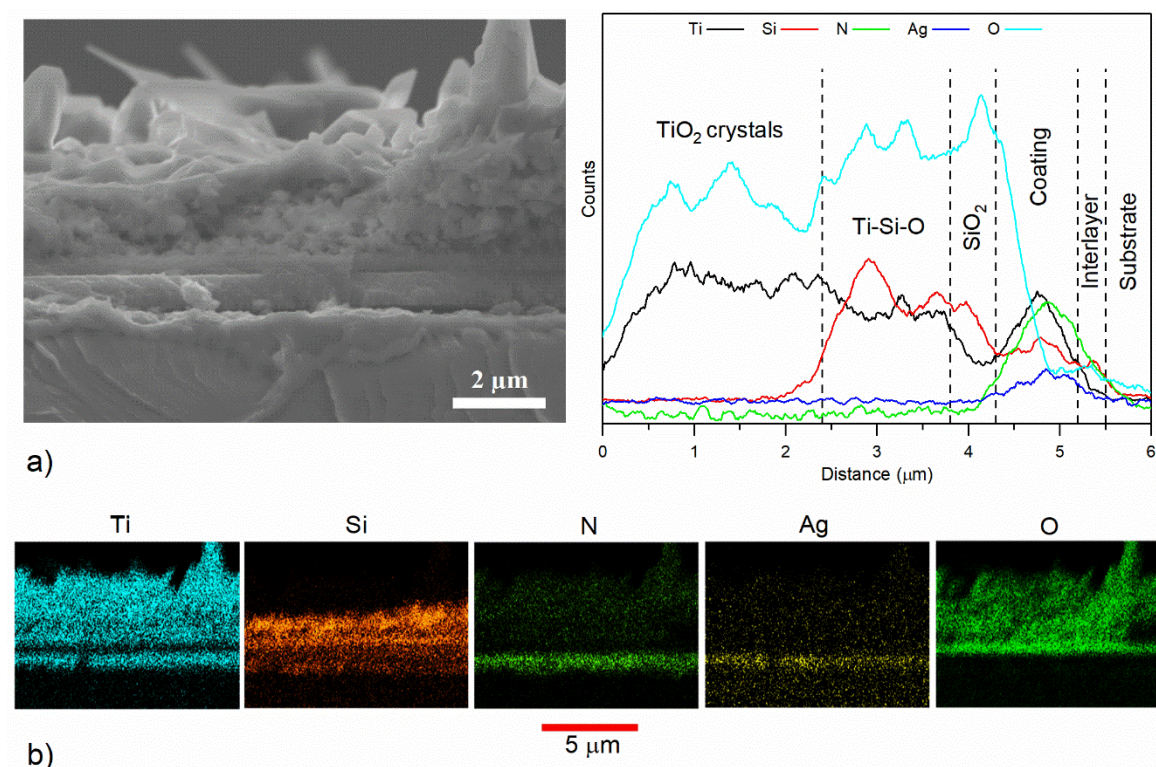 2 µm
a)
Ti Si N Ag O
TiO2 crystals
Ti-Si-O
SiO2
Coating
Interlayer
Substrate
Counts
0 1 2 3 4 5 6
Distance (µm)
Ti Si N Ag O
5 µm
b)